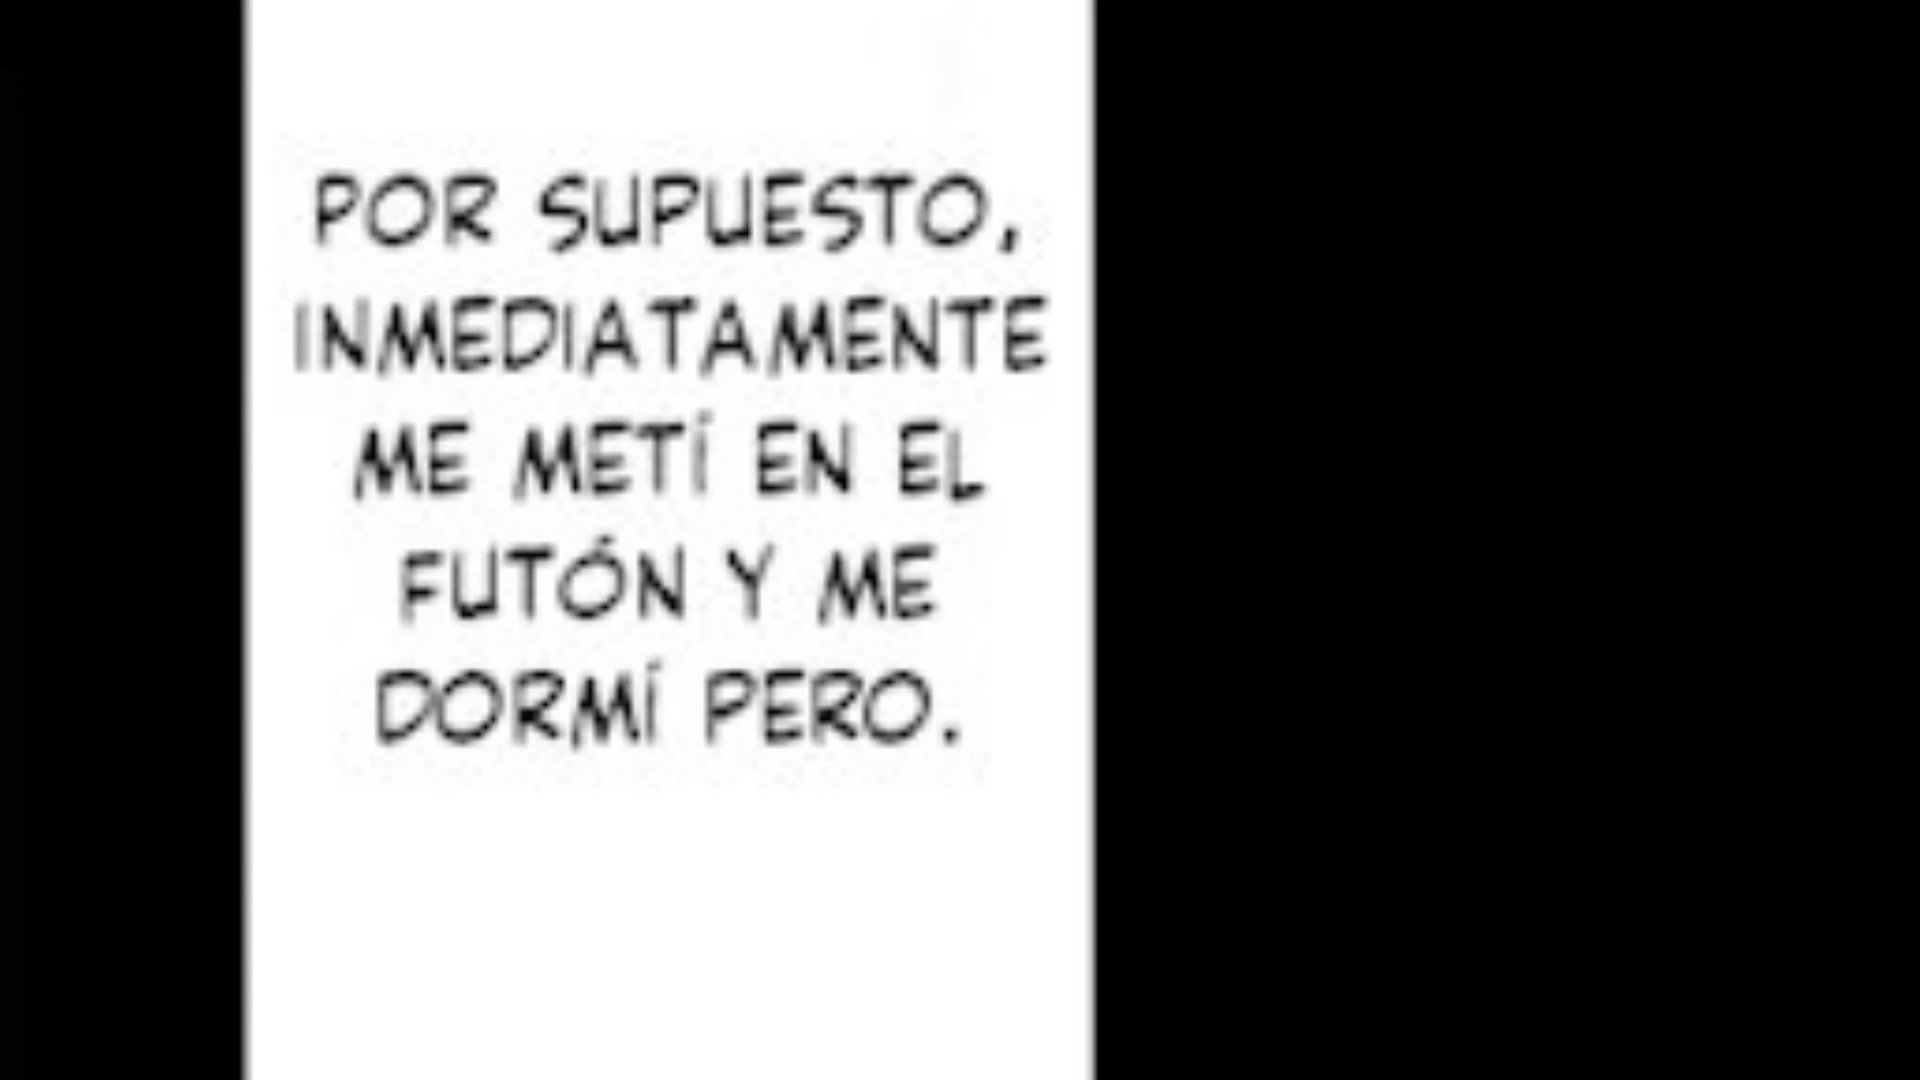 POR SUPUESTO,
INMEDIATAMENTE
ME METÍ EN EL
FUTÓN Y ME
DORMÍ PERO.